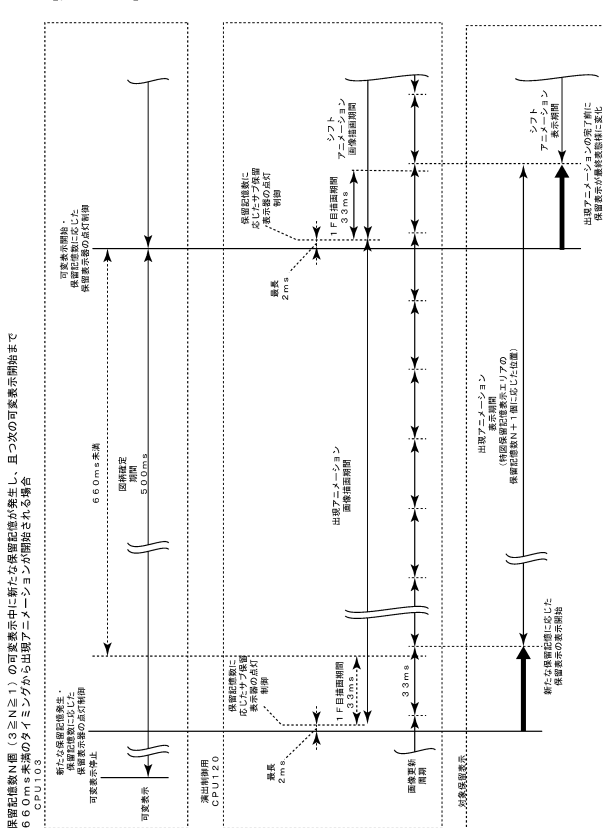 保留記憶数N個（3≧N≧1）の可変表示中に新たな保留記憶が発生し、且つ次の可変表示開始まで
660ms未満のタイミングから出現アニメーションが開始される場合
CPU103
新たな保留記憶発生・
保留記憶数に応じた
保留表示器の点灯制御
可変表示停止
可変表示
660ms未満
図柄確定
期間
500ms
可変表示開始・
保留記憶数に応じた
保留表示器の点灯制御
演出制御用
CPU120
最長
2ms
保留記憶数に
応じたサブ保留
表示器の点灯
制御
1F目描画期間
33ms
33ms
画像更新
周期
出現アニメーション
画像描画期間
最長
2ms
保留記憶数に
応じたサブ保留
表示器の点灯
制御
1F目描画期間
33ms
シフト
アニメーション
画像描画期間
対象保留表示
新たな保留記憶に応じた
保留表示の表示開始
出現アニメーション
表示期間
（特図保留記憶表示エリアの
保留記憶数N+1個に応じた位置）
シフト
アニメーション
表示期間
出現アニメーションの完了前に
保留表示が最終表態様に変化